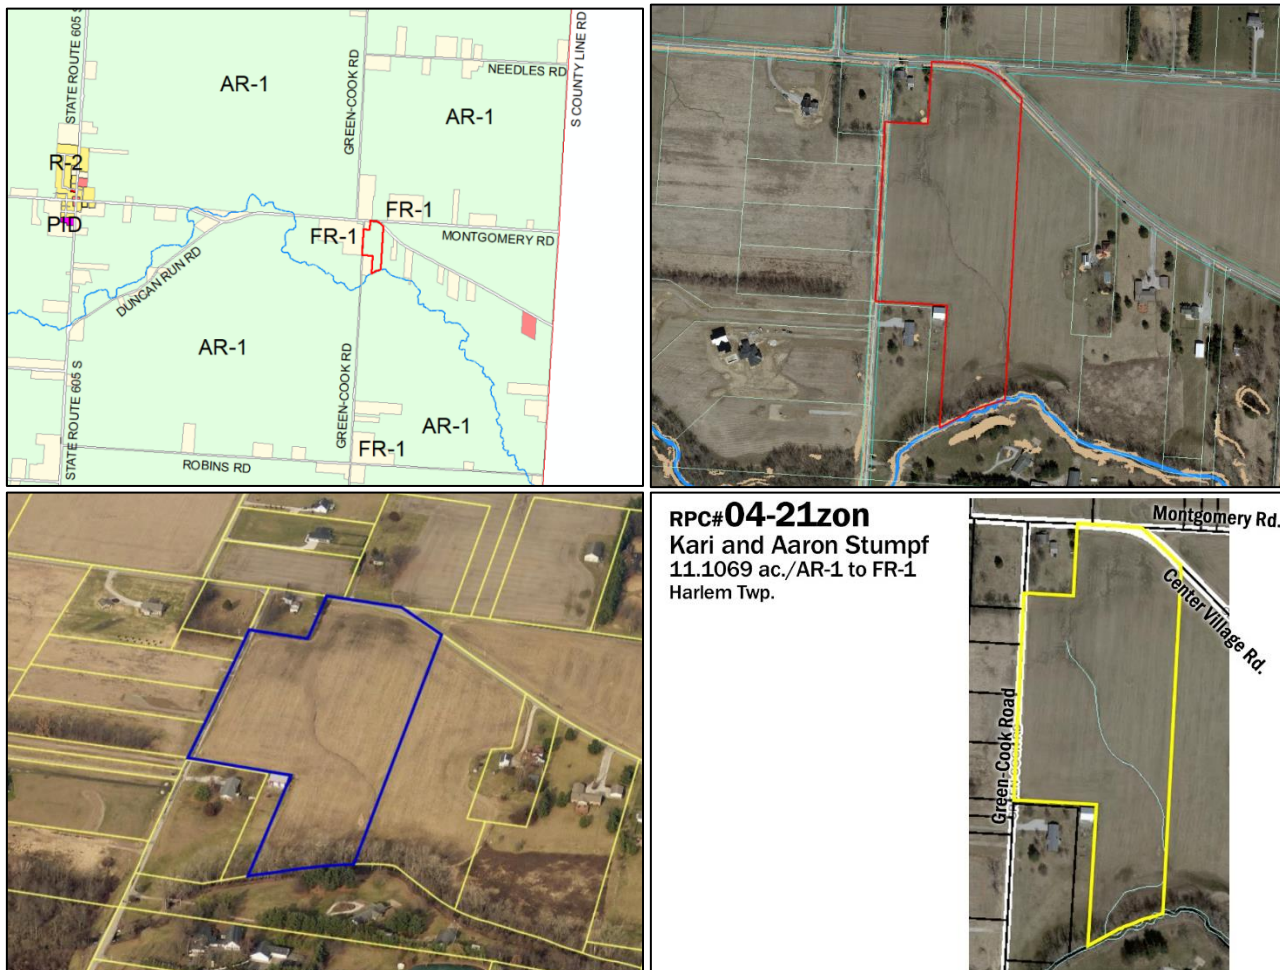 STATE ROUTE 605 S
AR-1
GREEN-COOK RD
NEEDLES RD
S COUNTY LINE RD
AR-1
R-2
PID
FR-1
FR-1
MONTGOMERY RD
DUNCAN RUN RD
AR-1
GREEN-COOK RD
STATE ROUTE 605 S
AR-1
FR-1
ROBINS RD
RPC#04-21zon
Kari and Aaron Stumpf
11.1069 ac./AR-1 to FR-1
Harlem Twp.
Montgomery Rd.
Center Village Rd.
Green-Cook Road